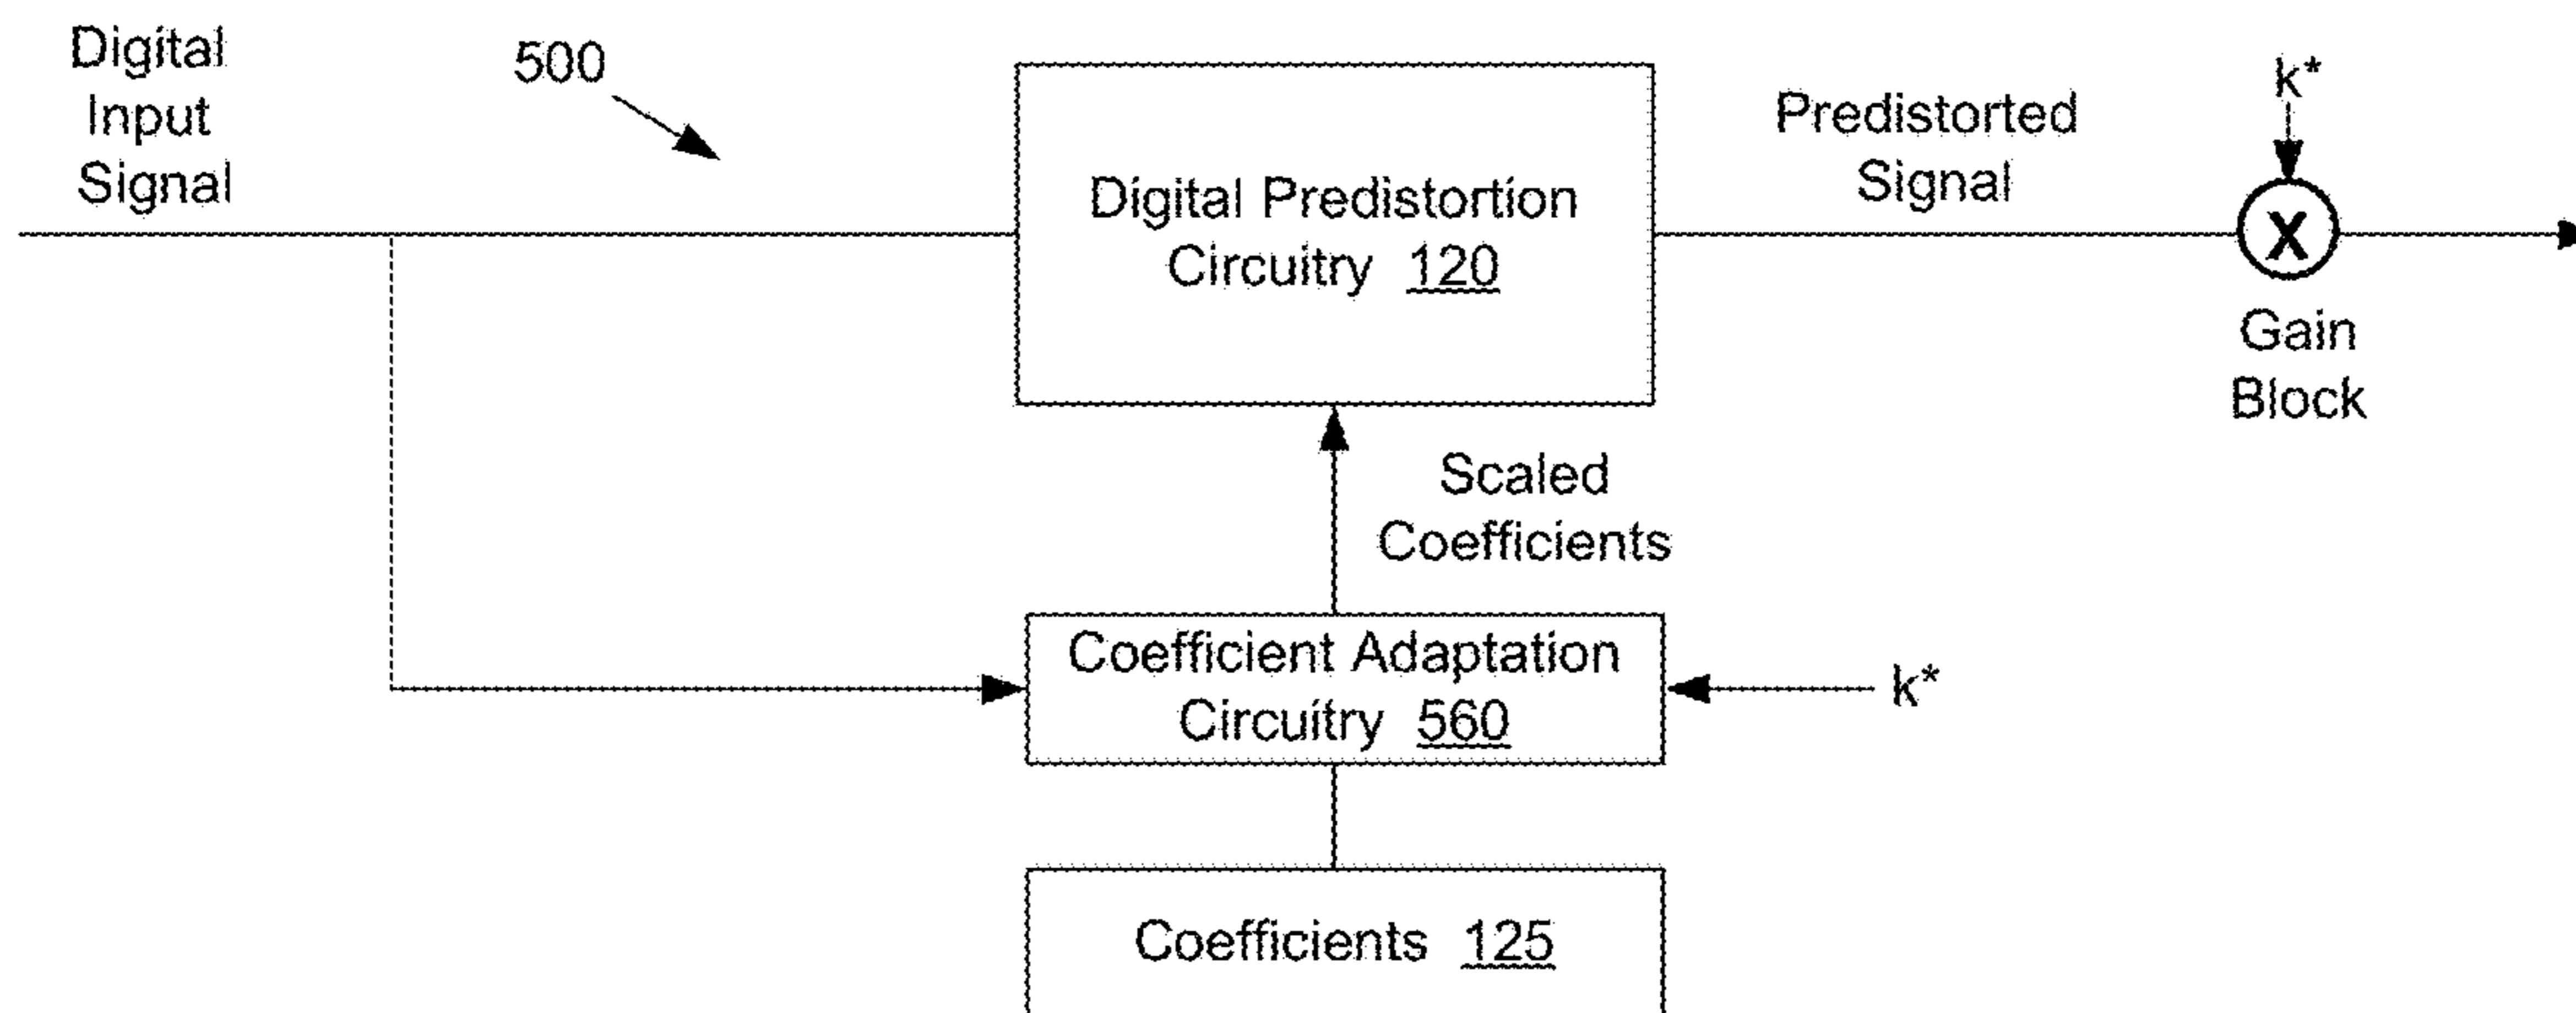 Digital
Input
Signal
500
Digital Predistortion
Circuitry 120
Predistorted
Signal
k*
X
Gain
Block
Scaled
Coefficients
Coefficient Adaptation
Circuitry 560
k*
Coefficients 125